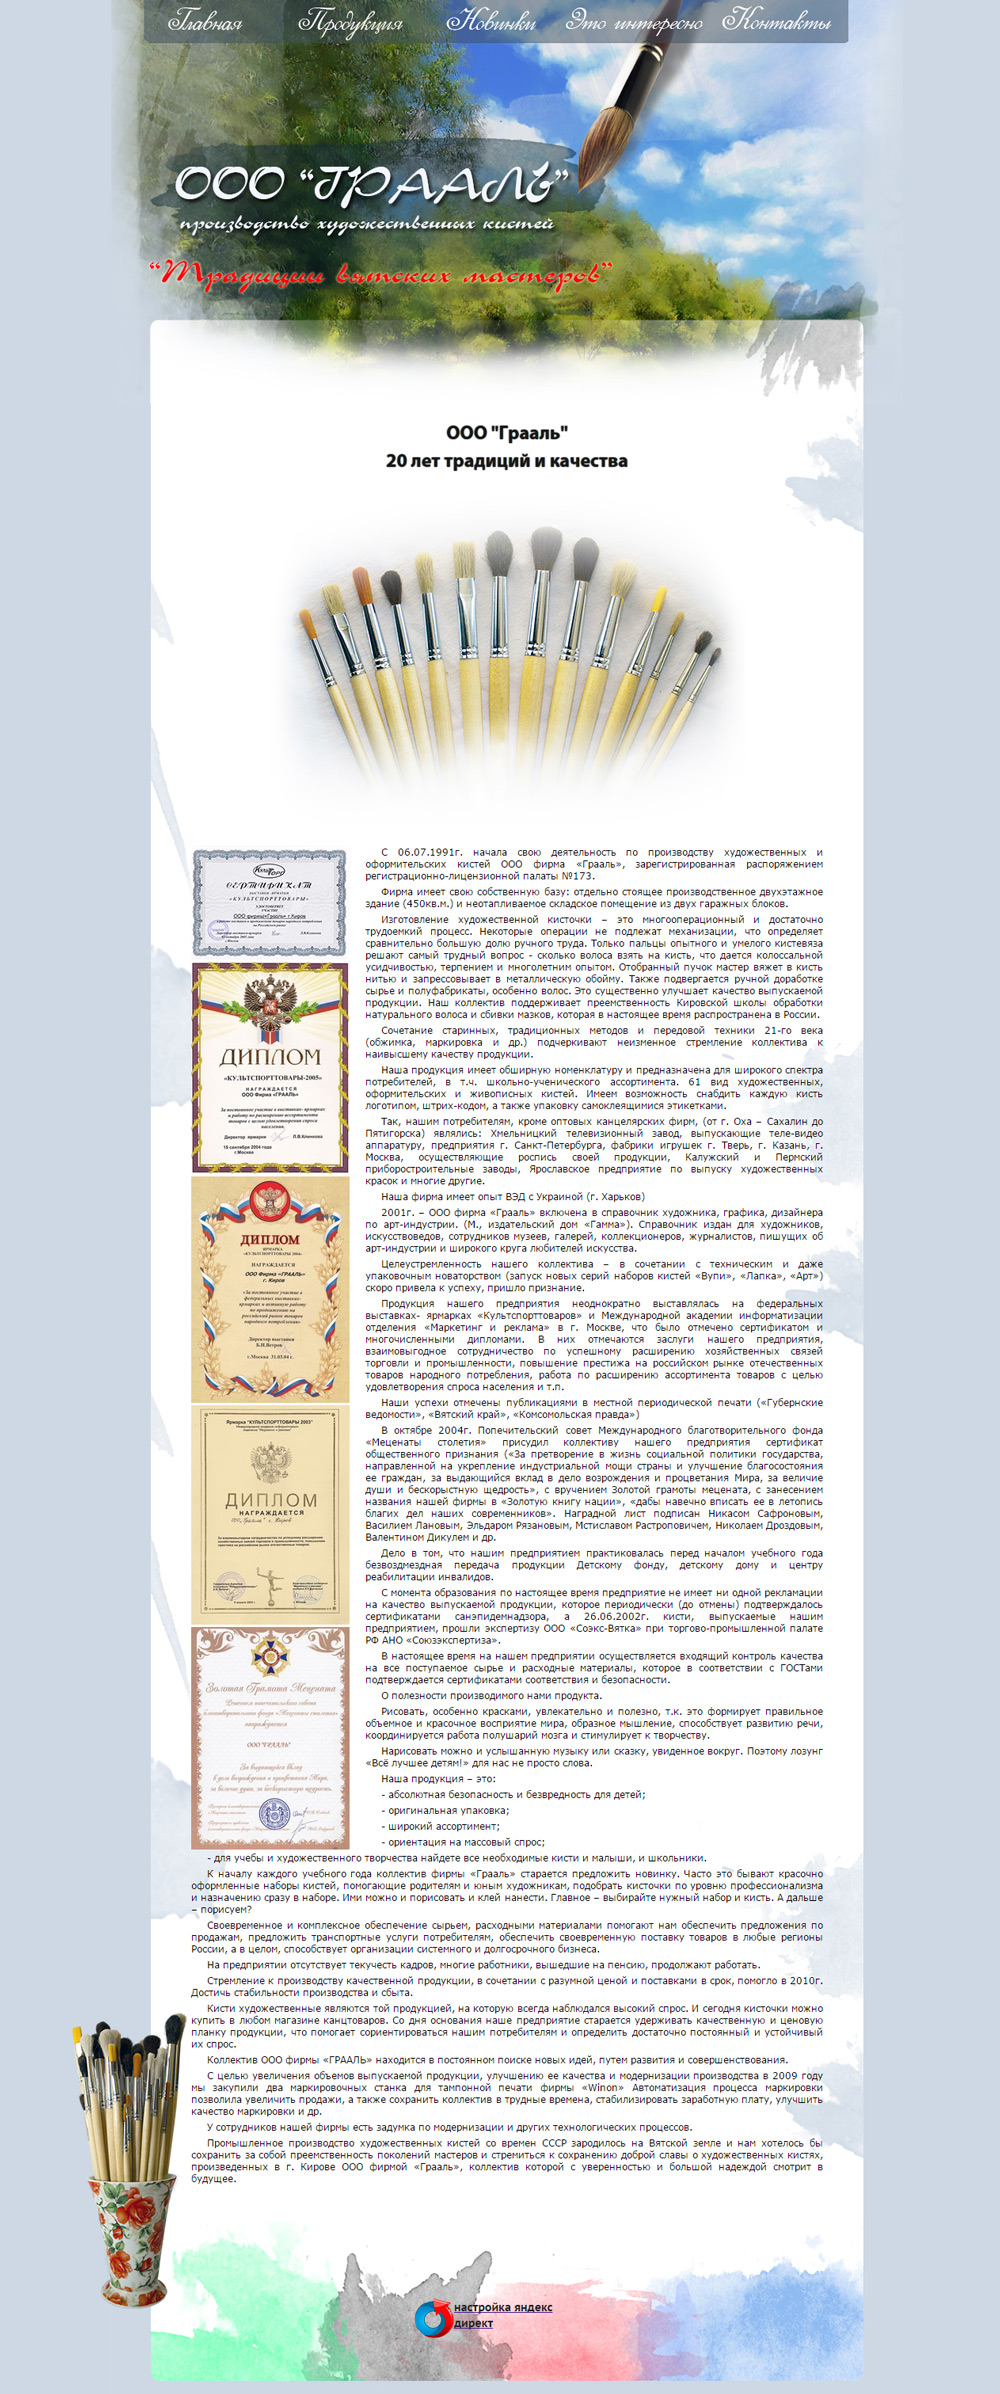 Главная Продукция Новинки Это интересно Контакты
ООО “ГРААЛЬ”
производство художественных кистей
“Традиции вятских мастеров”
ООО "Грааль"
20 лет традиций и качества
СЕРТИФИКАТ
«КУЛЬТСПОРТТОВАРЫ»
ДИПЛОМ
«КУЛЬТСПОРТТОВАРЫ-2005»
НАГРАЖДАЕТСЯ
ООО Фирма «ГРААЛЬ»
Директор ярмарки Л.В.Клинкова
15 сентября 2004 года
г.Москва
ДИПЛОМ
ЯРМАРКА
«КУЛЬТСПОРТТОВАРЫ 2004»
НАГРАЖДАЕТСЯ
ООО Фирма «ГРААЛЬ»
г. Киров
Директор выставки
г.Москва 31.03.04 г.
Ярмарка "КУЛЬТСПОРТТОВАРЫ 2003"
ДИПЛОМ
НАГРАЖДАЕТСЯ
Золотая Грамота Мецената
ООО "ГРААЛЬ"
С 06.07.1991г. начала свою деятельность по производству художественных и
оформительских кистей ООО фирма «Грааль», зарегистрированная распоряжением
регистрационно-лицензионной палаты №173.
Фирма имеет свою собственную базу: отдельно стоящее производственное двухэтажное
здание (450кв.м.) и неотапливаемое складское помещение из двух гаражных блоков.
Изготовление художественной кисточки – это многооперационный и достаточно
трудоемкий процесс. Некоторые операции не подлежат механизации, что определяет
сравнительно большую долю ручного труда. Только пальцы опытного и умелого кистевяза
решают самый трудный вопрос - сколько волоса взять на кисть, что дается колоссальной
усидчивостью, терпением и многолетним опытом. Отобранный пучок мастер вяжет в кисть
нитью и запрессовывает в металлическую обойму. Также подвергается ручной доработке
сырье и полуфабрикаты, особенно волос. Это существенно улучшает качество выпускаемой
продукции. Наш коллектив поддерживает преемственность Кировской школы обработки
натурального волоса и сбивки мазков, которая в настоящее время распространена в России.
Сочетание старинных, традиционных методов и передовой техники 21-го века
(обжимка, маркировка и др.) подчеркивают неизменное стремление коллектива к
наивысшему качеству продукции.
Наша продукция имеет обширную номенклатуру и предназначена для широкого спектра
потребителей, в т.ч. школьно-ученического ассортимента. 61 вид художественных,
оформительских и живописных кистей. Имеем возможность снабдить каждую кисть
логотипом, штрих-кодом, а также упаковку самоклеящимися этикетками.
Так, нашим потребителям, кроме оптовых канцелярских фирм, (от г. Оха – Сахалин до
Пятигорска) являлись: Хмельницкий телевизионный завод, выпускающие теле-видео
аппаратуру, предприятия г. Санкт-Петербурга, фабрики игрушек г. Тверь, г. Казань, г.
Москва, осуществляющие роспись своей продукции, Калужский и Пермский
приборостроительные заводы, Ярославское предприятие по выпуску художественных
красок и многие другие.
Наша фирма имеет опыт ВЭД с Украиной (г. Харьков)
2001г. – ООО фирма «Грааль» включена в справочник художника, графика, дизайнера
по арт-индустрии. (М., издательский дом «Гамма»). Справочник издан для художников,
искусствоведов, сотрудников музеев, галерей, коллекционеров, журналистов, пишущих об
арт-индустрии и широкого круга любителей искусства.
Целеустремленность нашего коллектива – в сочетании с техническим и даже
упаковочным новаторством (запуск новых серий наборов кистей «Вупи», «Лапка», «Арт»)
скоро привела к успеху, пришло признание.
Продукция нашего предприятия неоднократно выставлялась на федеральных
выставках- ярмарках «Культспорттоваров» и Международной академии информатизации
отделения «Маркетинг и реклама» в г. Москве, что было отмечено сертификатом и
многочисленными дипломами. В них отмечаются заслуги нашего предприятия,
взаимовыгодное сотрудничество по успешному расширению хозяйственных связей
торговли и промышленности, повышение престижа на российском рынке отечественных
товаров народного потребления, работа по расширению ассортимента товаров с целью
удовлетворения спроса населения и т.п.
Наши успехи отмечены публикациями в местной периодической печати («Губернские
ведомости», «Вятский край», «Комсомольская правда»)
В октябре 2004г. Попечительский совет Международного благотворительного фонда
«Меценаты столетия» присудил коллективу нашего предприятия сертификат
общественного признания («За претворение в жизнь социальной политики государства,
направленной на укрепление индустриальной мощи страны и улучшение благосостояния
ее граждан, за выдающийся вклад в дело возрождения и процветания Мира, за величие
души и бескорыстную щедрость», с вручением Золотой грамоты мецената, с занесением
названия нашей фирмы в «Золотую книгу нации», «дабы навечно вписать ее в летопись
благих дел наших современников». Наградной лист подписан Никасом Сафроновым,
Василием Лановым, Эльдаром Рязановым, Мстиславом Растроповичем, Николаем Дроздовым,
Валентином Дикулем и др.
Дело в том, что нашим предприятием практиковалась перед началом учебного года
безвоздмездная передача продукции Детскому фонду, детскому дому и центру
реабилитации инвалидов.
С момента образования по настоящее время предприятие не имеет ни одной рекламации
на качество выпускаемой продукции, которое периодически (до отмены) подтверждалось
сертификатами санэпидемнадзора, а 26.06.2002г. кисти, выпускаемые нашим
предприятием, прошли экспертизу ООО «Соэкс-Вятка» при торгово-промышленной палате
РФ АНО «Союзэкспертиза».
В настоящее время на нашем предприятии осуществляется входящий контроль качества
на все поступаемое сырье и расходные материалы, которое в соответствии с ГОСТами
подтверждается сертификатами соответствия и безопасности.
О полезности производимого нами продукта.
Рисовать, особенно красками, увлекательно и полезно, т.к. это формирует правильное
объемное и красочное восприятие мира, образное мышление, способствует развитию речи,
координируется работа полушарий мозга и стимулирует к творчеству.
Нарисовать можно и услышанную музыку или сказку, увиденное вокруг. Поэтому лозунг
«Всё лучшее детям!» для нас не просто слова.
Наша продукция – это:
- абсолютная безопасность и безвредность для детей;
- оригинальная упаковка;
- широкий ассортимент;
- ориентация на массовый спрос;
- для учебы и художественного творчества найдете все необходимые кисти и малыши, и школьники.
К началу каждого учебного года коллектив фирмы «Грааль» старается предложить новинку. Часто это бывают красочно
оформленные наборы кистей, помогающие родителям и юным художникам, подобрать кисточки по уровню профессионализма
и назначению сразу в наборе. Ими можно и порисовать и клей нанести. Главное – выбирайте нужный набор и кисть. А дальше
– порисуем?
Своевременное и комплексное обеспечение сырьем, расходными материалами помогают нам обеспечить предложения по
продажам, предложить транспортные услуги потребителям, обеспечить своевременную поставку товаров в любые регионы
России, а в целом, способствует организации системного и долгосрочного бизнеса.
На предприятии отсутствует текучесть кадров, многие работники, вышедшие на пенсию, продолжают работать.
Стремление к производству качественной продукции, в сочетании с разумной ценой и поставками в срок, помогло в 2010г.
Достичь стабильности производства и сбыта.
Кисти художественные являются той продукцией, на которую всегда наблюдался высокий спрос. И сегодня кисточки можно
купить в любом магазине канцтоваров. Со дня основания наше предприятие старается удерживать качественную и ценовую
планку продукции, что помогает сориентироваться нашим потребителям и определить достаточно постоянный и устойчивый
их спрос.
Коллектив ООО фирмы «ГРААЛЬ» находится в постоянном поиске новых идей, путем развития и совершенствования.
С целью увеличения объемов выпускаемой продукции, улучшению ее качества и модернизации производства в 2009 году
мы закупили два маркировочных станка для тампонной печати фирмы «Winon» Автоматизация процесса маркировки
позволила увеличить продажи, а также сохранить коллектив в трудные времена, стабилизировать заработную плату, улучшить
качество маркировки и др.
У сотрудников нашей фирмы есть задумка по модернизации и других технологических процессов.
Промышленное производство художественных кистей со времен СССР зародилось на Вятской земле и нам хотелось бы
сохранить за собой преемственность поколений мастеров и стремиться к сохранению доброй славы о художественных кистях,
произведенных в г. Кирове ООО фирмой «Грааль», коллектив которой с уверенностью и большой надеждой смотрит в
будущее.
настройка яндекс
директ